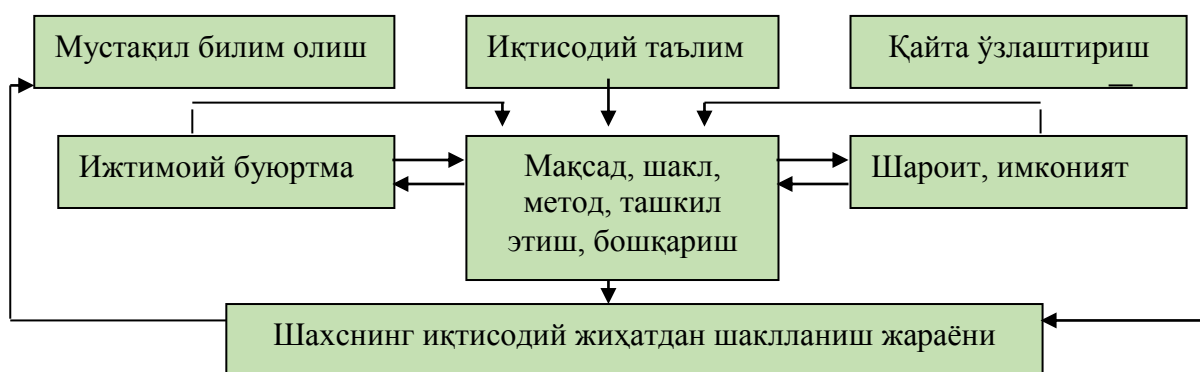 Мустақил билим олиш
Иқтисодий таълим
Қайта ўзлаштириш
Ижтимоий буюртма
Мақсад, шакл,
метод, ташкил
этиш, бошқариш
Шароит, имконият
Шахснинг иқтисодий жиҳатдан шаклланиш жараёни